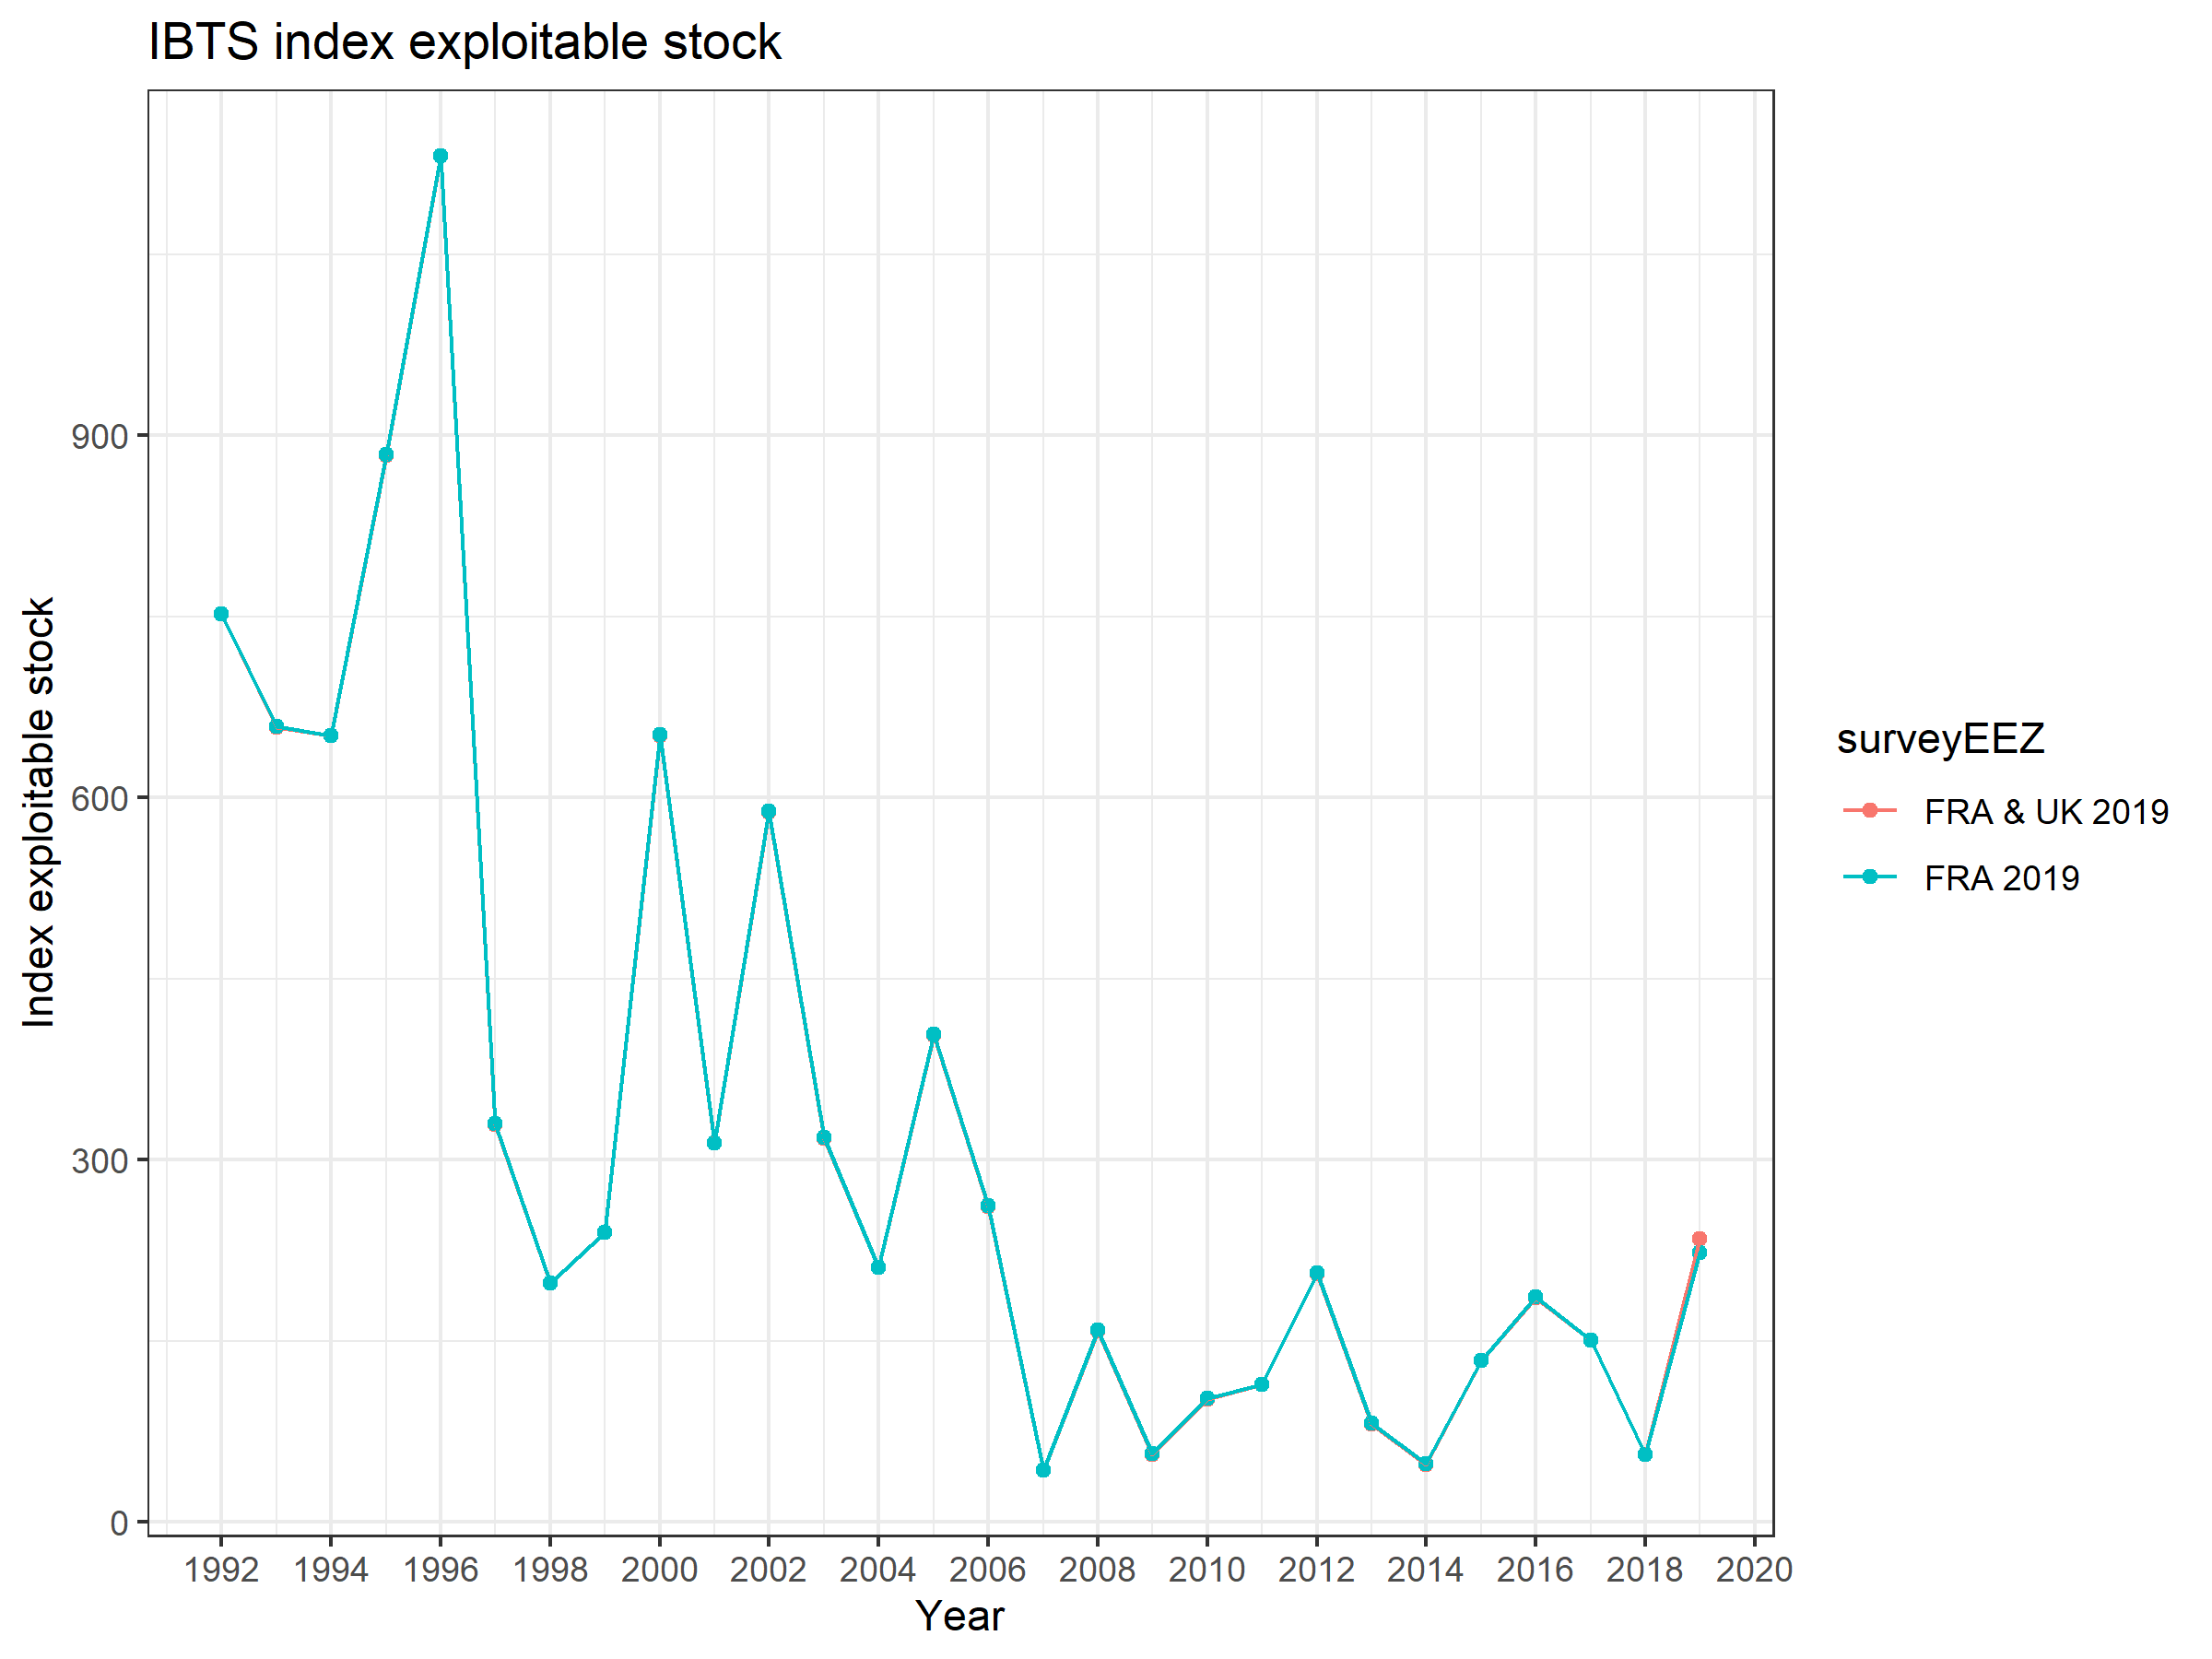 IBTS index exploitable stock
Index exploitable stock
900
600
300
0
1992 1994 1996 1998 2000 2002 2004 2006 2008 2010 2012 2014 2016 2018 2020
Year
surveyEEZ
FRA & UK 2019
FRA 2019